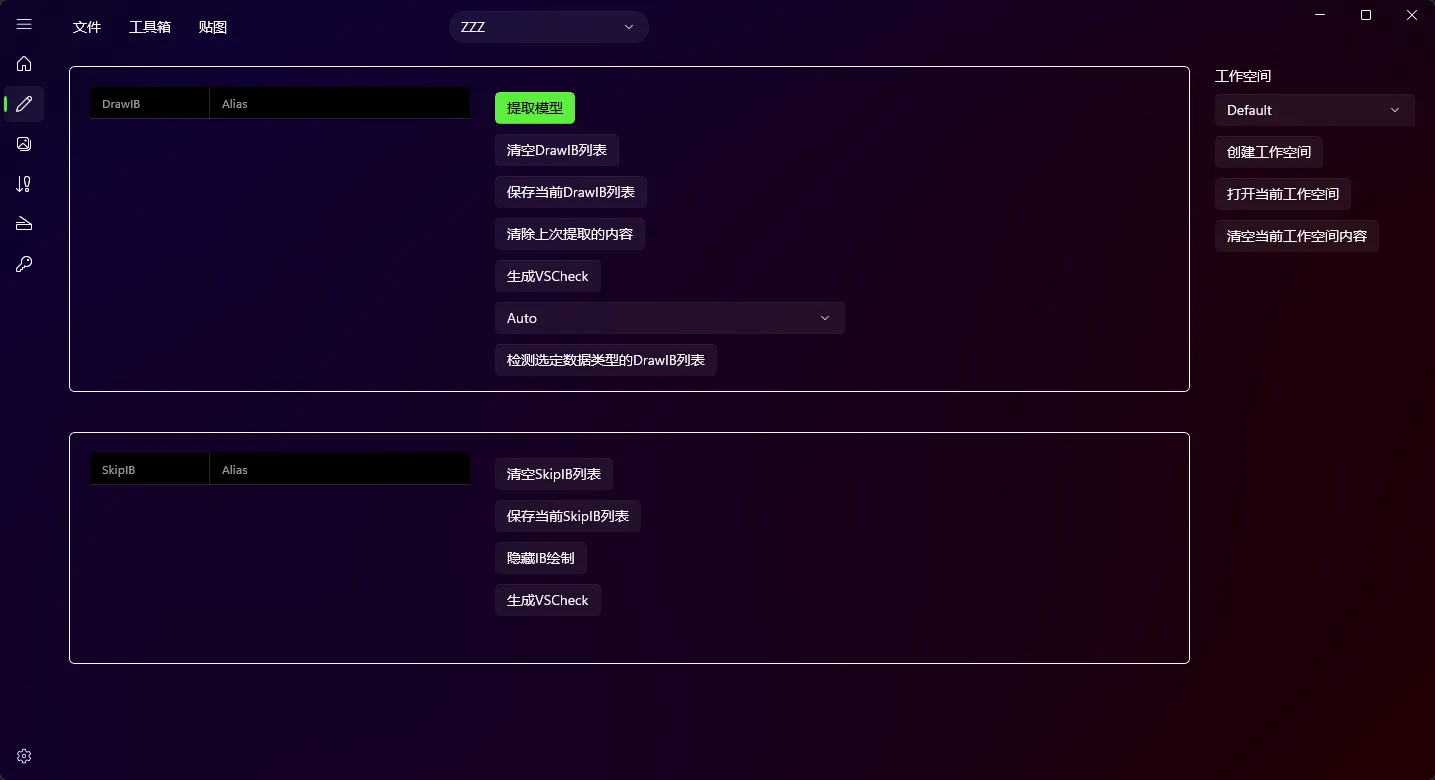 文件 工具箱 贴图 ZZZ
DrawIB Alias
提取模型
清空DrawIB列表
保存当前DrawIB列表
清除上次提取的内容
生成VSCheck
Auto
检测选定数据类型的DrawIB列表
工作空间
Default
创建工作空间
打开当前工作空间
清空当前工作空间内容
SkipIB Alias
清空SkipIB列表
保存当前SkipIB列表
隐藏IB绘制
生成VSCheck